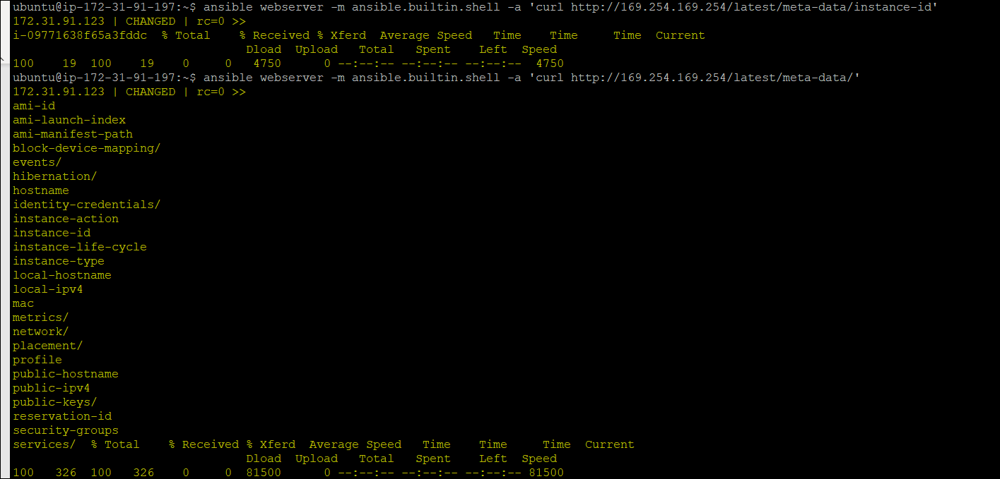 ubuntu@ip-172-31-91-197:~$ ansible webserver -m ansible.builtin.shell -a 'curl http://169.254.169.254/latest/meta-data/instance-id'
172.31.91.123 | CHANGED | rc=0 >>
i-09771638f65a3fddc  % Total    % Received % Xferd  Average Speed   Time    Time     Time  Current
                                 Dload  Upload   Total   Spent    Left  Speed
100    19  100    19    0     0   4750      0 --:--:-- --:--:-- --:--:--  4750
ubuntu@ip-172-31-91-197:~$ ansible webserver -m ansible.builtin.shell -a 'curl http://169.254.169.254/latest/meta-data/'
172.31.91.123 | CHANGED | rc=0 >>
ami-id
ami-launch-index
ami-manifest-path
block-device-mapping/
events/
hibernation/
hostname
identity-credentials/
instance-action
instance-id
instance-life-cycle
instance-type
local-hostname
local-ipv4
mac
metrics/
network/
placement/
profile
public-hostname
public-ipv4
public-keys/
reservation-id
security-groups
services/  % Total    % Received % Xferd  Average Speed   Time    Time     Time  Current
                                 Dload  Upload   Total   Spent    Left  Speed
100   326  100   326    0     0  81500      0 --:--:-- --:--:-- --:--:-- 81500